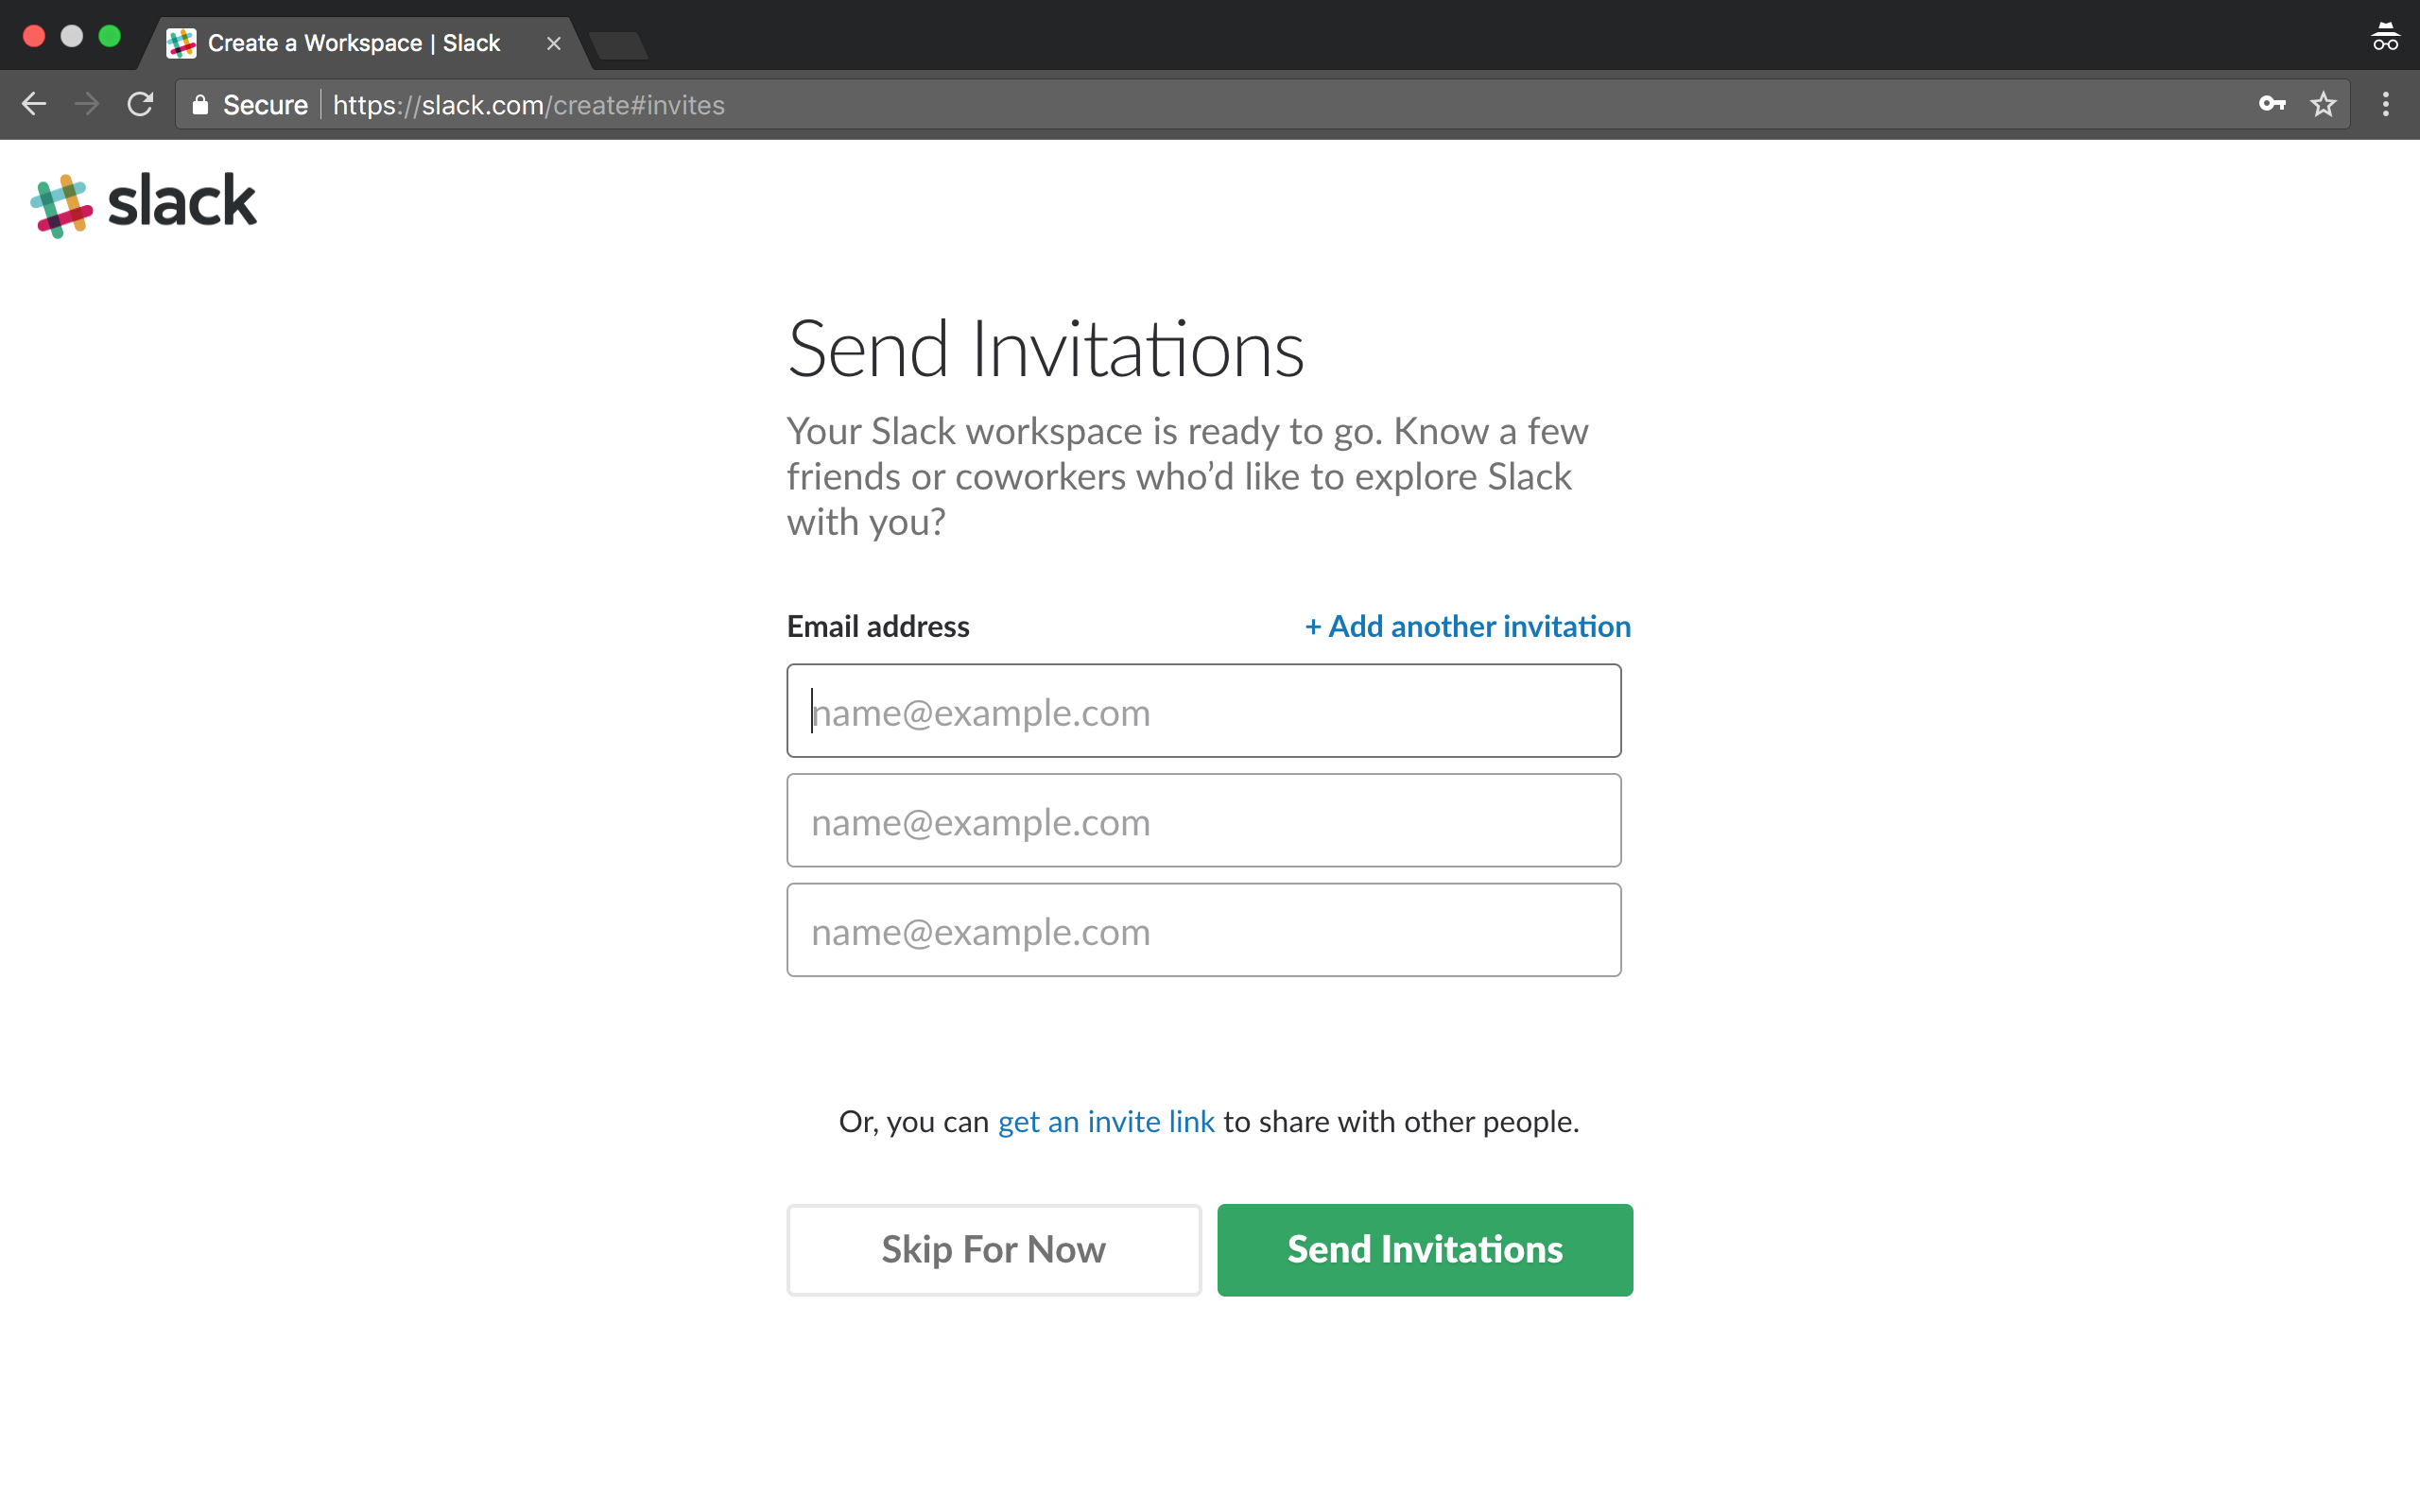 Create a Workspace | Slack
Secure | https://slack.com/create#invites
slack
Send Invitations
Your Slack workspace is ready to go. Know a few
friends or coworkers who’d like to explore Slack
with you?
Email address + Add another invitation
name@example.com
name@example.com
name@example.com
Or, you can get an invite link to share with other people.
Skip For Now Send Invitations